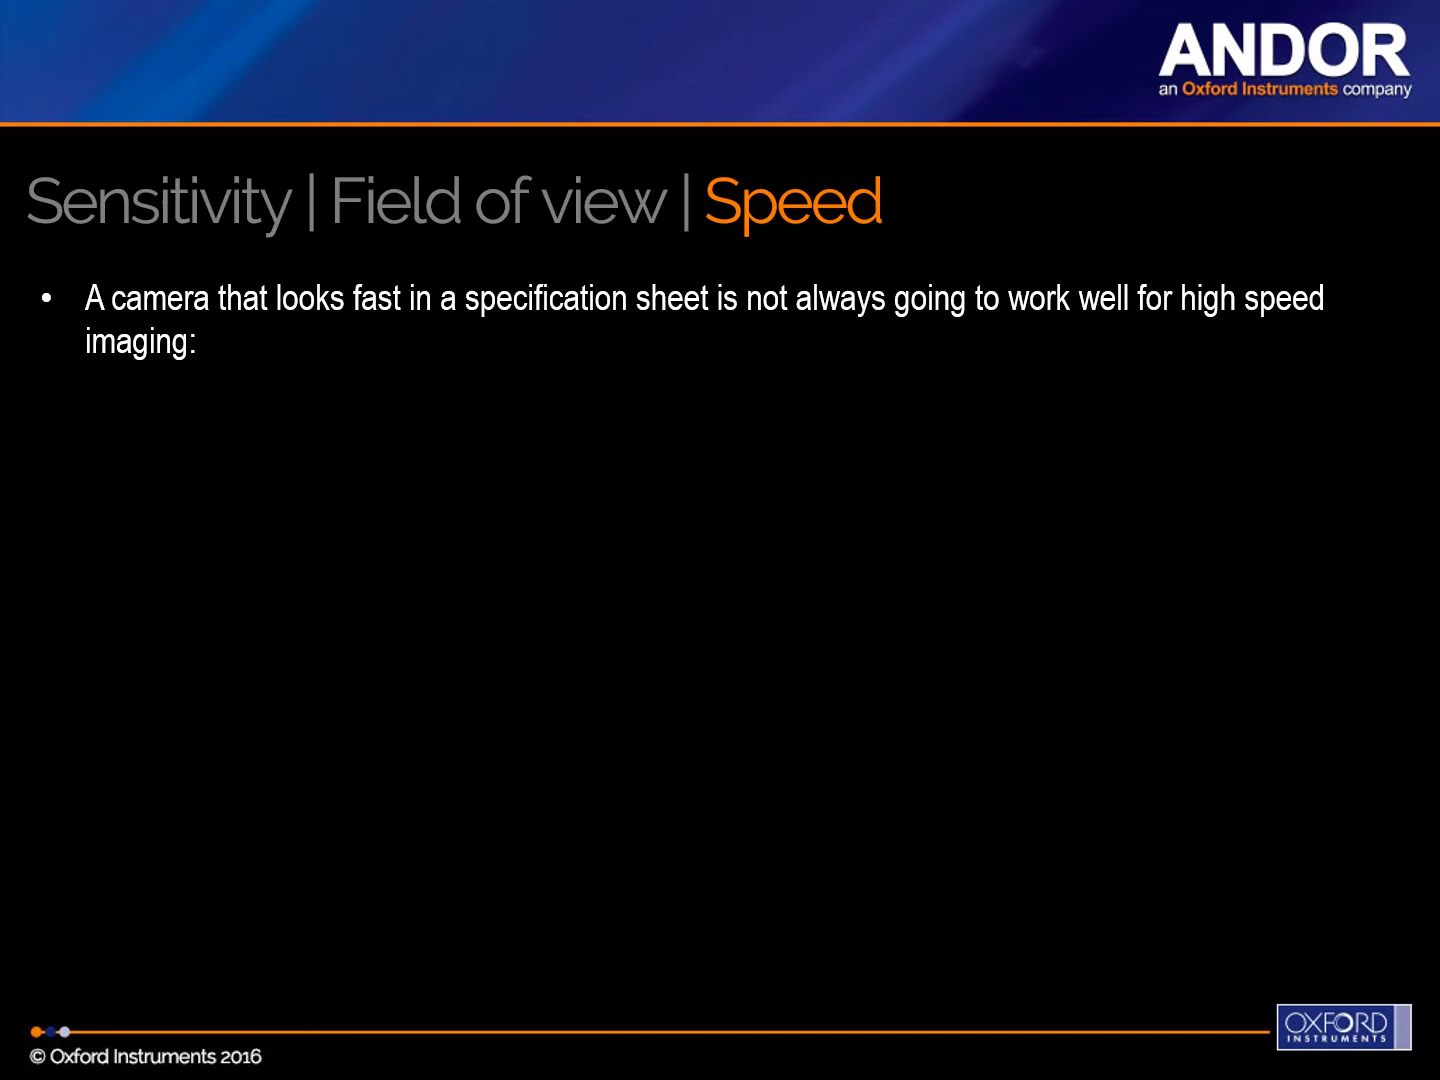 ANDOR
an Oxford Instruments company
Sensitivity | Field of view | Speed
• A camera that looks fast in a specification sheet is not always going to work well for high speed
imaging:
OXFORD
INSTRUMENTS
© Oxford Instruments 2016